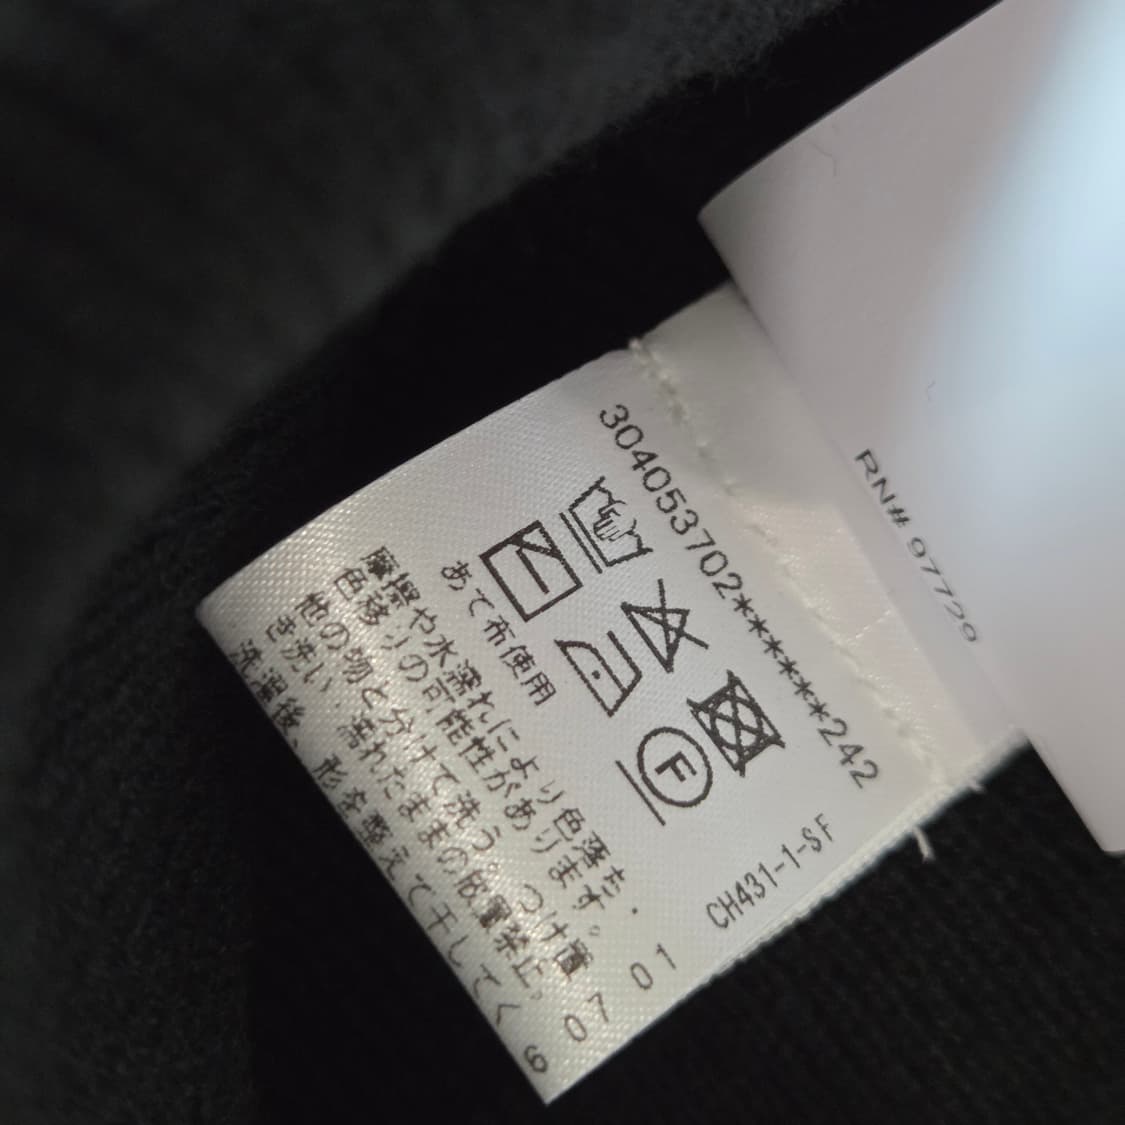 3040537 02*******242
F
あて布使用
摩擦や水濡れにより色落ち・
色移りの可能性があります。
他の物と分けて洗う。つけ置
き洗い、濡れたままの放置禁止。
洗濯後、形を整えて干してく
CH431-1-SF
01
07
6
RN# 97729